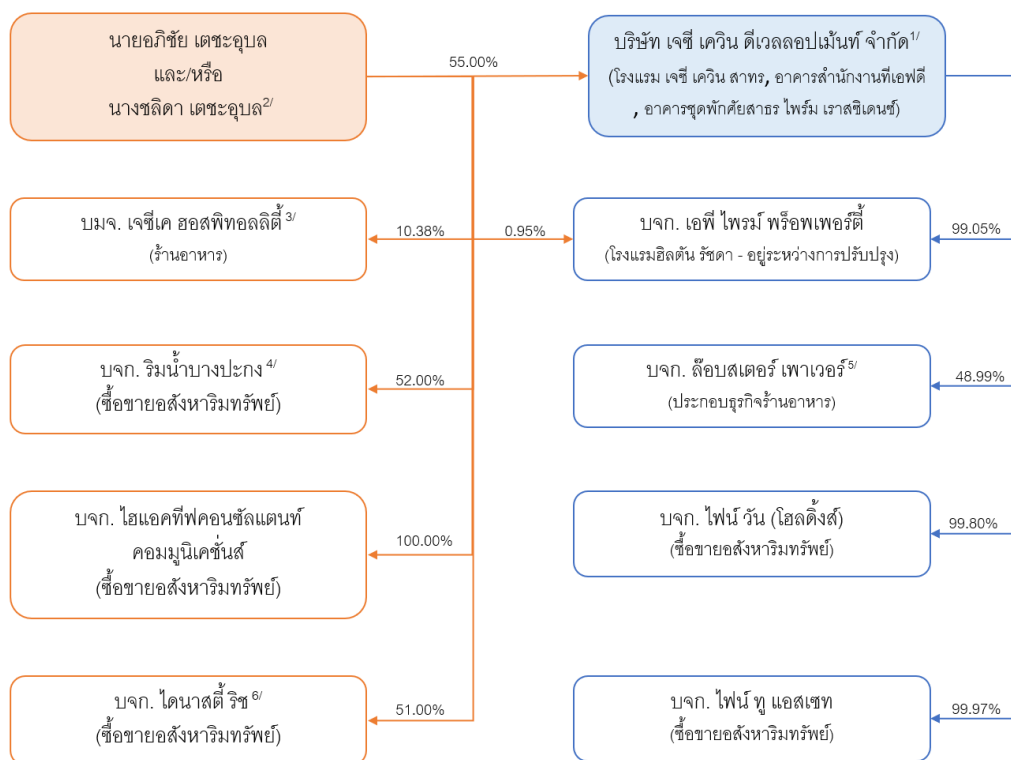 นายอภิชัย เตชะอุบล
และ/หรือ
นางชลิดา เตชะอุบล2/
55.00%
บริษัท เจซี เควิน ดีเวลลอปเม้นท์ จำกัด1/
(โรงแรม เจซี เควิน สาทร, อาคารสำนักงานทีเอฟดี
, อาคารชุดพักศัยสาธร ไพร์ม เราสซิเดนซ์)
บมจ. เจซีเค ฮอสพิทอลลิตี้ 3/
(ร้านอาหาร)
10.38%
0.95%
บจก. เอพี ไพรม์ พร็อพเพอร์ตี้
(โรงแรมฮิลตัน รัชดา - อยู่ระหว่างการปรับปรุง)
99.05%
บจก. ริมน้ำบางปะกง 4/
(ซื้อขายอสังหาริมทรัพย์)
52.00%
บจก. ล๊อบสเตอร์ เพาเวอร์ 5/
(ประกอบธุรกิจร้านอาหาร)
48.99%
บจก. ไฮแอคทีฟคอนซัลแตนท์
คอมมูนิเคชั่นส์
(ซื้อขายอสังหาริมทรัพย์)
100.00%
บจก. ไฟน์ วัน (โฮลดิ้งส์)
(ซื้อขายอสังหาริมทรัพย์)
99.80%
บจก. ไดนาสตี้ ริช 6/
(ซื้อขายอสังหาริมทรัพย์)
51.00%
บจก. ไฟน์ ทู แอสเซท
(ซื้อขายอสังหาริมทรัพย์)
99.97%